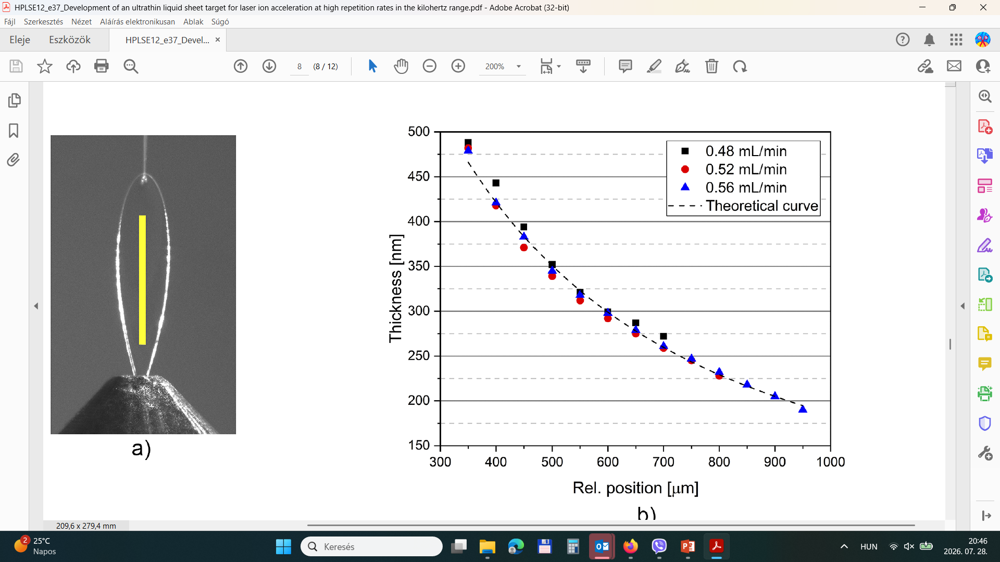 HPLSE12_e37_Development of an ultrathin liquid sheet target for laser ion acceleration at high repetition rates in the kilohertz range.pdf - Adobe Acrobat (32-bit)
Fájl Szerkesztés Nézet Aláírás elektronikusan Ablak Súgó
Eleje Eszközök HPLSE12_e37_Devel...
8 (8 / 12) 200%
500
450
400
350
300
250
200
150
Thickness [nm]
0.48 mL/min
0.52 mL/min
0.56 mL/min
Theoretical curve
300 400 500 600 700 800 900 1000
Rel. position [μm]
a)
b)
209,6 x 279,4 mm
2
25°C
Napos
Keresés
HUN
20:46
2026. 07. 28.